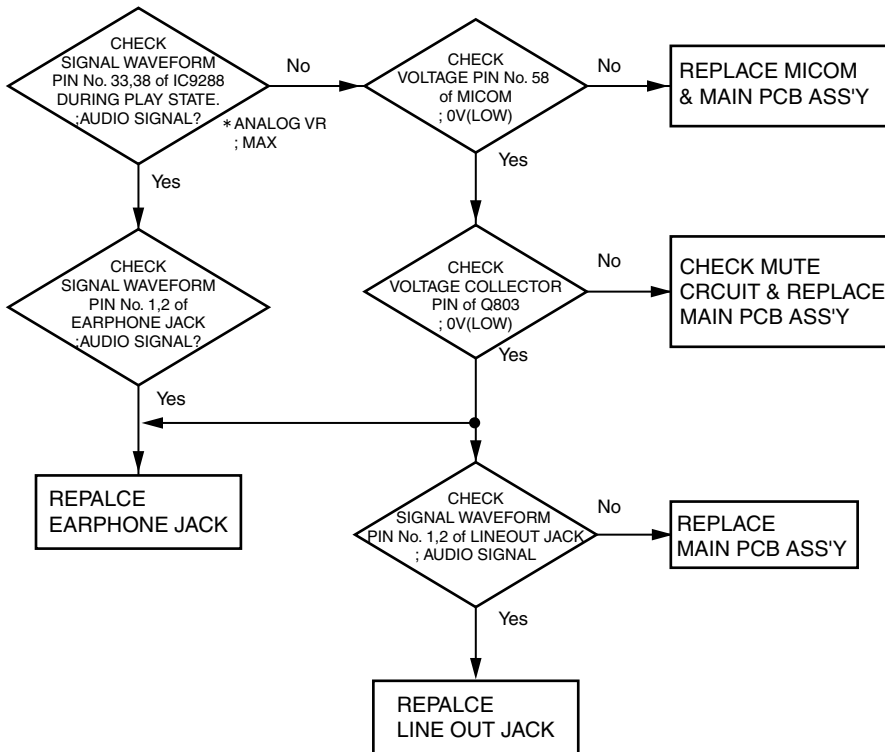 CHECK
SIGNAL WAVEFORM
PIN No. 33,38 of IC9288
DURING PLAY STATE.
;AUDIO SIGNAL?
No
* ANALOG VR
; MAX
Yes
CHECK
VOLTAGE PIN No. 58
of MICOM
; 0V(LOW)
No
Yes
REPLACE MICOM
& MAIN PCB ASS'Y
CHECK
SIGNAL WAVEFORM
PIN No. 1,2 of
EARPHONE JACK
;AUDIO SIGNAL?
Yes
CHECK
VOLTAGE COLLECTOR
PIN of Q803
; 0V(LOW)
No
Yes
CHECK MUTE
CRCUIT & REPLACE
MAIN PCB ASS'Y
REPALCE
EARPHONE JACK
CHECK
SIGNAL WAVEFORM
PIN No. 1,2 of LINEOUT JACK
; AUDIO SIGNAL
No
Yes
REPLACE
MAIN PCB ASS'Y
REPALCE
LINE OUT JACK